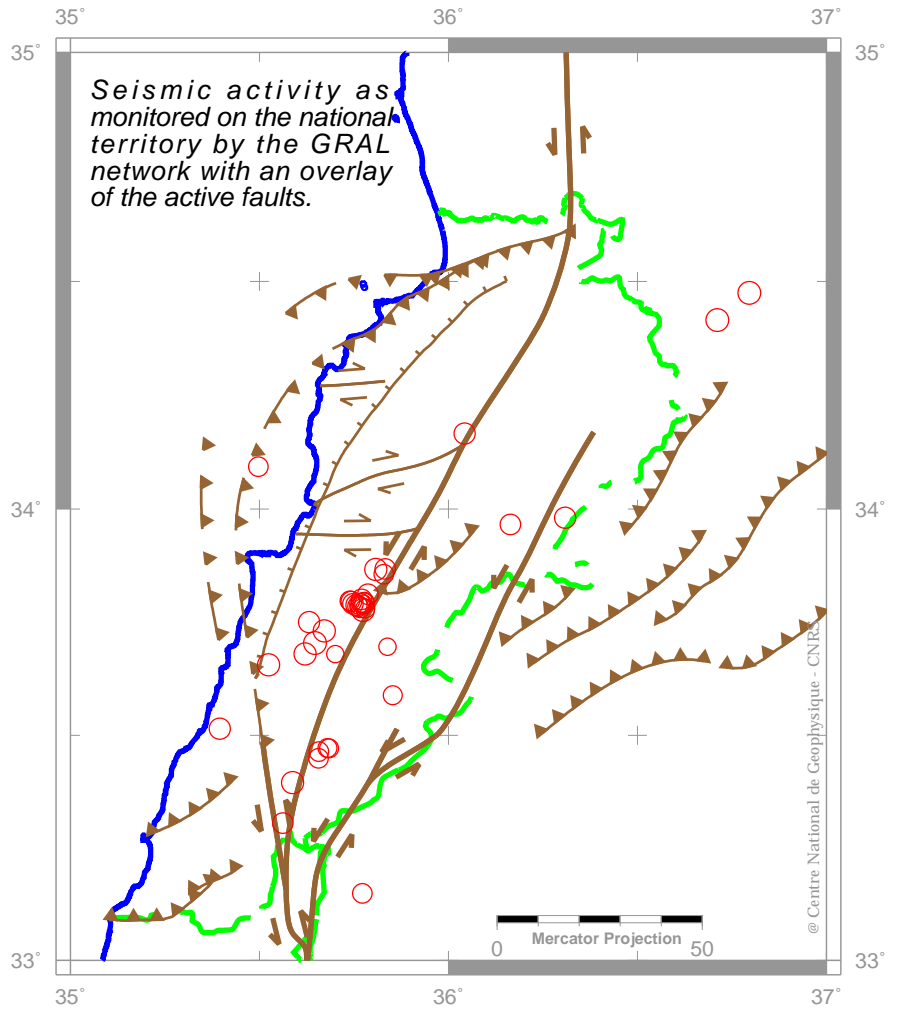 35˚ 36˚ 37˚
35˚ 35˚
Seismic activity as
monitored on the national
territory by the GRAL
network with an overlay
of the active faults.
34˚ 34˚
@ Centre National de Geophysique - CNRS
Mercator Projection
0 50
33˚ 33˚
35˚ 36˚ 37˚